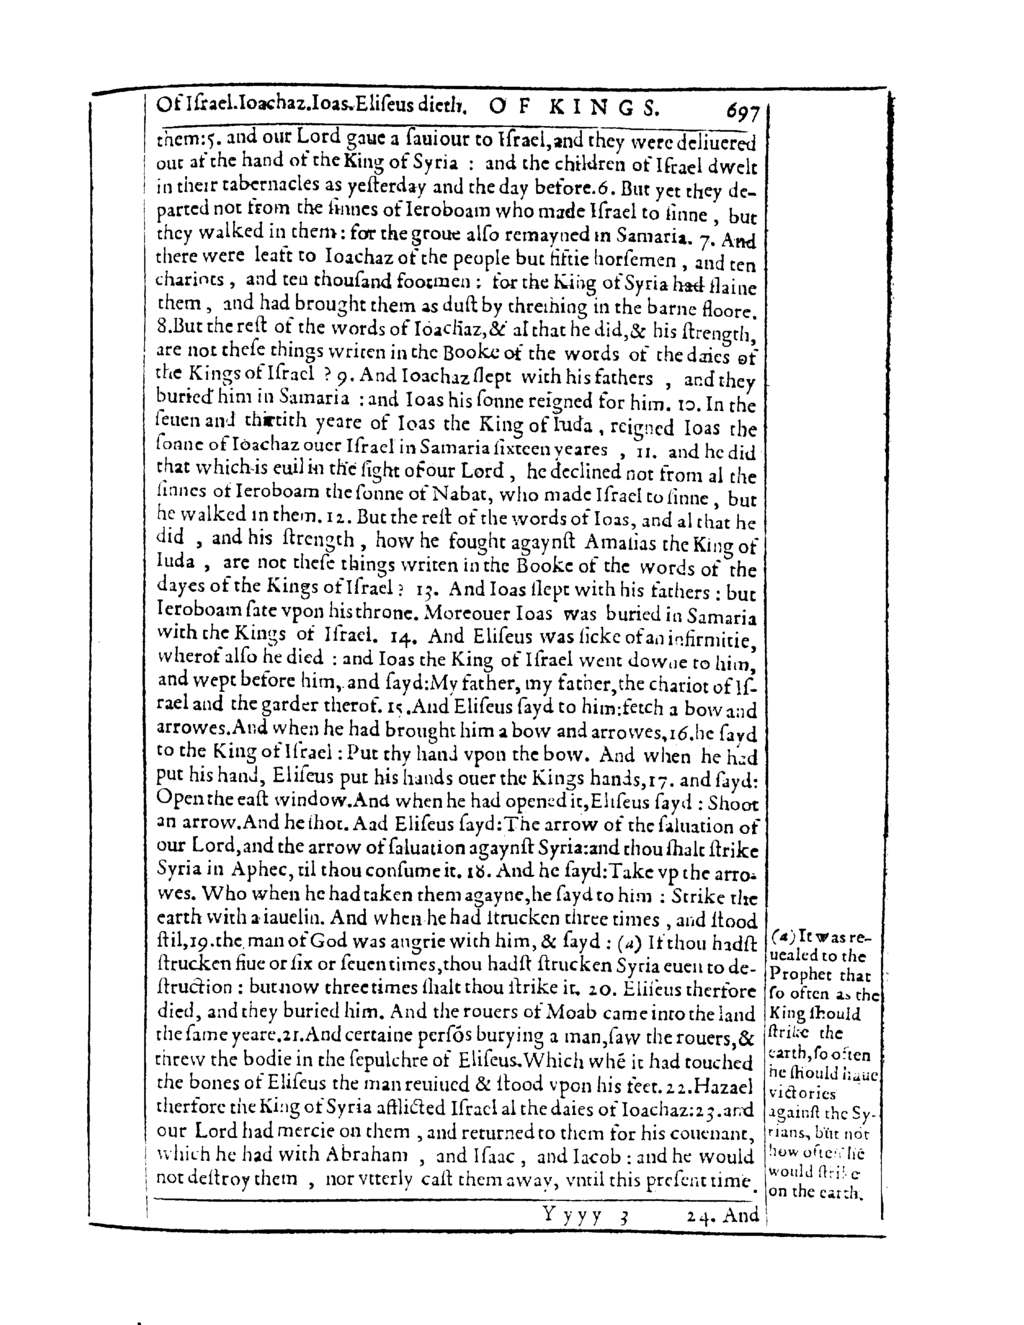 Of Iſrael.Ioachaz.Ioas.Eliſeus dieth. OF KINGS. 697
them:5. and our Lord gaue a ſauiour to Iſrael,and they were deliuered
out af the hand of the King of Syria : and the children of Iſrael dwelt
in their tabernacles as yeſterday and the day before.6. But yet they de-
parted not from the ſinnes of Ieroboam who made Iſrael to ſinne , but
they walked in them: for the groue alſo remayned in Samaria. 7. And
there were leaft to Ioachaz of the people but fiftie horſemen , and ten
chariots , and ten thouſand footmen : for the King of Syria had ſlaine
them , and had brought them as duſt by threſhing in the barne floore.
8.But the reſt of the words of Ioachaz,& al that he did,& his ſtrength,
are not theſe things writen in the Booke of the words of the daies of
the Kings of Iſrael ? 9. And Ioachaz ſlept with his fathers , and they
buried him in Samaria : and Ioas his ſonne reigned for him. 10. In the
ſeuen and thirtith yeare of Ioas the King of Iuda , reigned Ioas the
ſonne of Ioachaz ouer Iſrael in Samaria ſixteen yeares , 11. and he did
that which is euil in the ſight of our Lord , he declined not from al the
ſinnes of Ieroboam the ſonne of Nabat, who made Iſrael to ſinne , but
he walked in them. 12. But the reſt of the words of Ioas, and al that he
did , and his ſtrength , how he fought agaynſt Amaſias the King of
Iuda , are not theſe things writen in the Booke of the words of the
dayes of the Kings of Iſrael ? 13. And Ioas ſlept with his fathers : but
Ieroboam ſate vpon his throne. Moreouer Ioas was buried in Samaria
with the Kings of Iſrael. 14. And Eliſeus was ſicke of an infirmitie,
wherof alſo he died : and Ioas the King of Iſrael went downe to him,
and wept before him, and ſayd:My father, my father,the chariot of Iſ-
rael and the garder therof. 15.And Eliſeus ſayd to him:fetch a bow and
arrowes.And when he had brought him a bow and arrowes,16.he ſayd
to the King of Iſrael : Put thy hand vpon the bow. And when he had
put his hand, Eliſeus put his hands ouer the Kings hands,17. and ſayd:
Open the eaſt window.And when he had opened it,Eliſeus ſayd : Shoot
an arrow.And he ſhot. Aad Eliſeus ſayd:The arrow of the ſaluation of
our Lord,and the arrow of ſaluation agaynſt Syria:and thou ſhalt ſtrike
Syria in Aphec, til thou conſume it. 18. And he ſayd:Take vp the arro-
wes. Who when he had taken them agayne,he ſayd to him : Strike the
earth with a iauelin. And when he had ſtrucken three times , and ſtood
ſtil,19.the man of God was angrie with him, & ſayd : (a) If thou hadſt
ſtrucken fiue or ſix or ſeuen times,thou hadſt ſtrucken Syria euen to de-
ſtruction : but now three times ſhalt thou ſtrike it. 20. Eliſeus therfore
died, and they buried him. And the rouers of Moab came into the land
the ſame yeare.21.And certaine perſōs burying a man,ſaw the rouers,&
threw the bodie in the ſepulchre of Eliſeus.Which whē it had touched
the bones of Eliſeus the man reuiued & ſtood vpon his feet. 22.Hazael
therfore the King of Syria afflicted Iſrael al the daies of Ioachaz:23.and
our Lord had mercie on them , and returned to them for his couenant,
which he had with Abraham , and Iſaac , and Iacob : and he would
not deſtroy them , nor vtterly caſt them away, vntil this preſent time.
(a) It was re-
uealed to the
Prophet that
ſo often as the
King ſhould
ſtrike the
earth,ſo often
he ſhould haue
victories
againſt the Sy-
rians, but not
how often he
would ſtrike
on the earth.
Yyyy 3 24. And